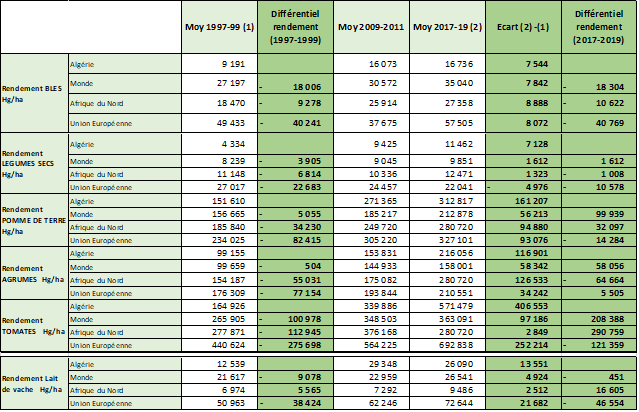 Moy 1997-99 (1) Différentiel rendement (1997-1999) Moy 2009-2011 Moy 2017-19 (2) Ecart (2) -(1) Différentiel rendement (2017-2019)
Rendement BLES Hg/ha
Algérie 9 191 16 073 16 736 7 544
Monde 27 197 - 18 006 30 572 35 040 7 842 - 18 304
Afrique du Nord 18 470 - 9 278 25 914 27 358 8 888 - 10 622
Union Européenne 49 433 - 40 241 37 675 57 505 8 072 - 40 769
Rendement LEGUMES SECS Hg/ha
Algérie 4 334 9 425 11 462 7 128
Monde 8 239 - 3 905 9 045 9 851 1 612 1 612
Afrique du Nord 11 148 - 6 814 10 336 12 471 1 323 - 1 008
Union Européenne 27 017 - 22 683 24 457 22 041 - 4 976 - 10 578
Rendement POMME DE TERRE Hg/ha
Algérie 151 610 271 365 312 817 161 207
Monde 156 665 - 5 055 185 217 212 878 56 213 99 939
Afrique du Nord 185 840 - 34 230 249 720 280 720 94 880 32 097
Union Européenne 234 025 - 82 415 305 220 327 101 93 076 - 14 284
Rendement AGRUMES Hg/ha
Algérie 99 155 153 831 216 056 116 901
Monde 99 659 - 504 144 933 158 001 58 342 58 056
Afrique du Nord 154 187 - 55 031 175 082 280 720 126 533 - 64 664
Union Européenne 176 309 - 77 154 193 844 210 551 34 242 5 505
Rendement TOMATES Hg/ha
Algérie 164 926 339 886 571 479 406 553
Monde 265 905 - 100 978 348 503 363 091 97 186 208 388
Afrique du Nord 277 871 - 112 945 376 168 280 720 2 849 290 759
Union Européenne 440 624 - 275 698 564 225 692 838 252 214 - 121 359
Rendement Lait de vache Hg/ha
Algérie 12 539 29 348 26 090 13 551
Monde 21 617 - 9 078 22 959 26 541 4 924 - 451
Afrique du Nord 6 974 5 565 7 292 9 486 2 512 16 605
Union Européenne 50 963 - 38 424 62 246 72 644 21 682 - 46 554